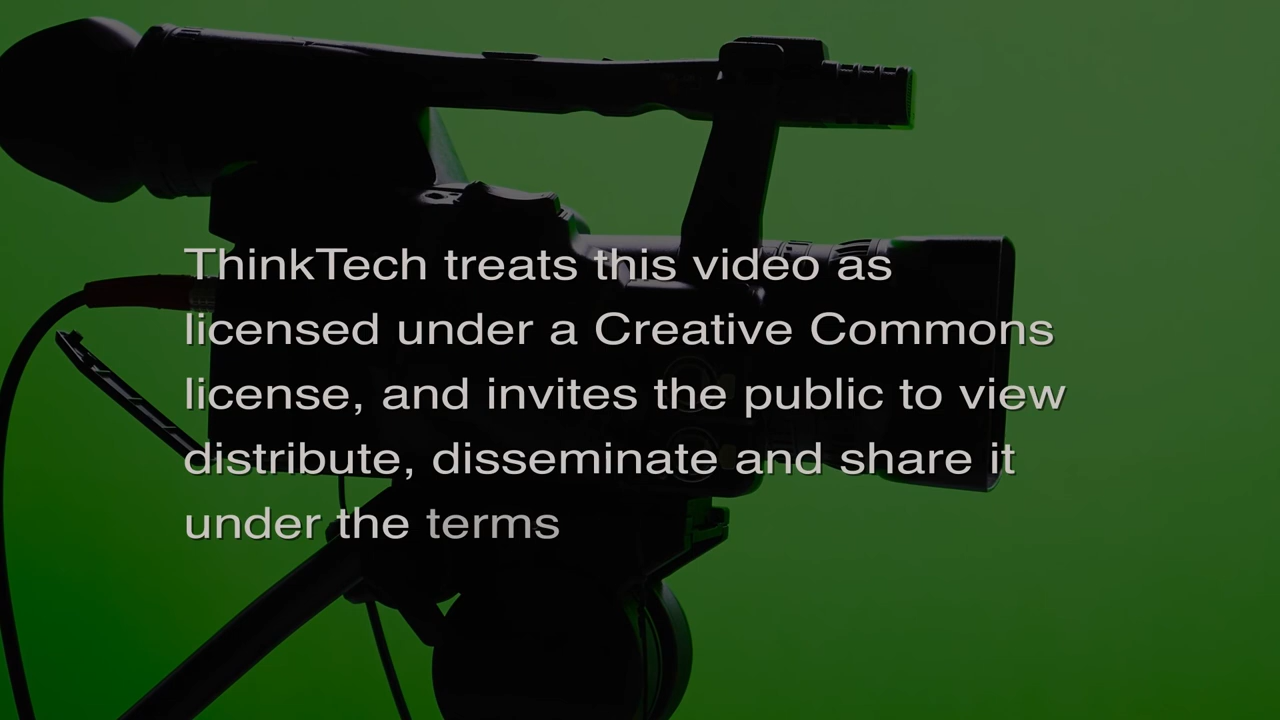 ThinkTech treats this video as
licensed under a Creative Commons
license, and invites the public to view
distribute, disseminate and share it
under the terms